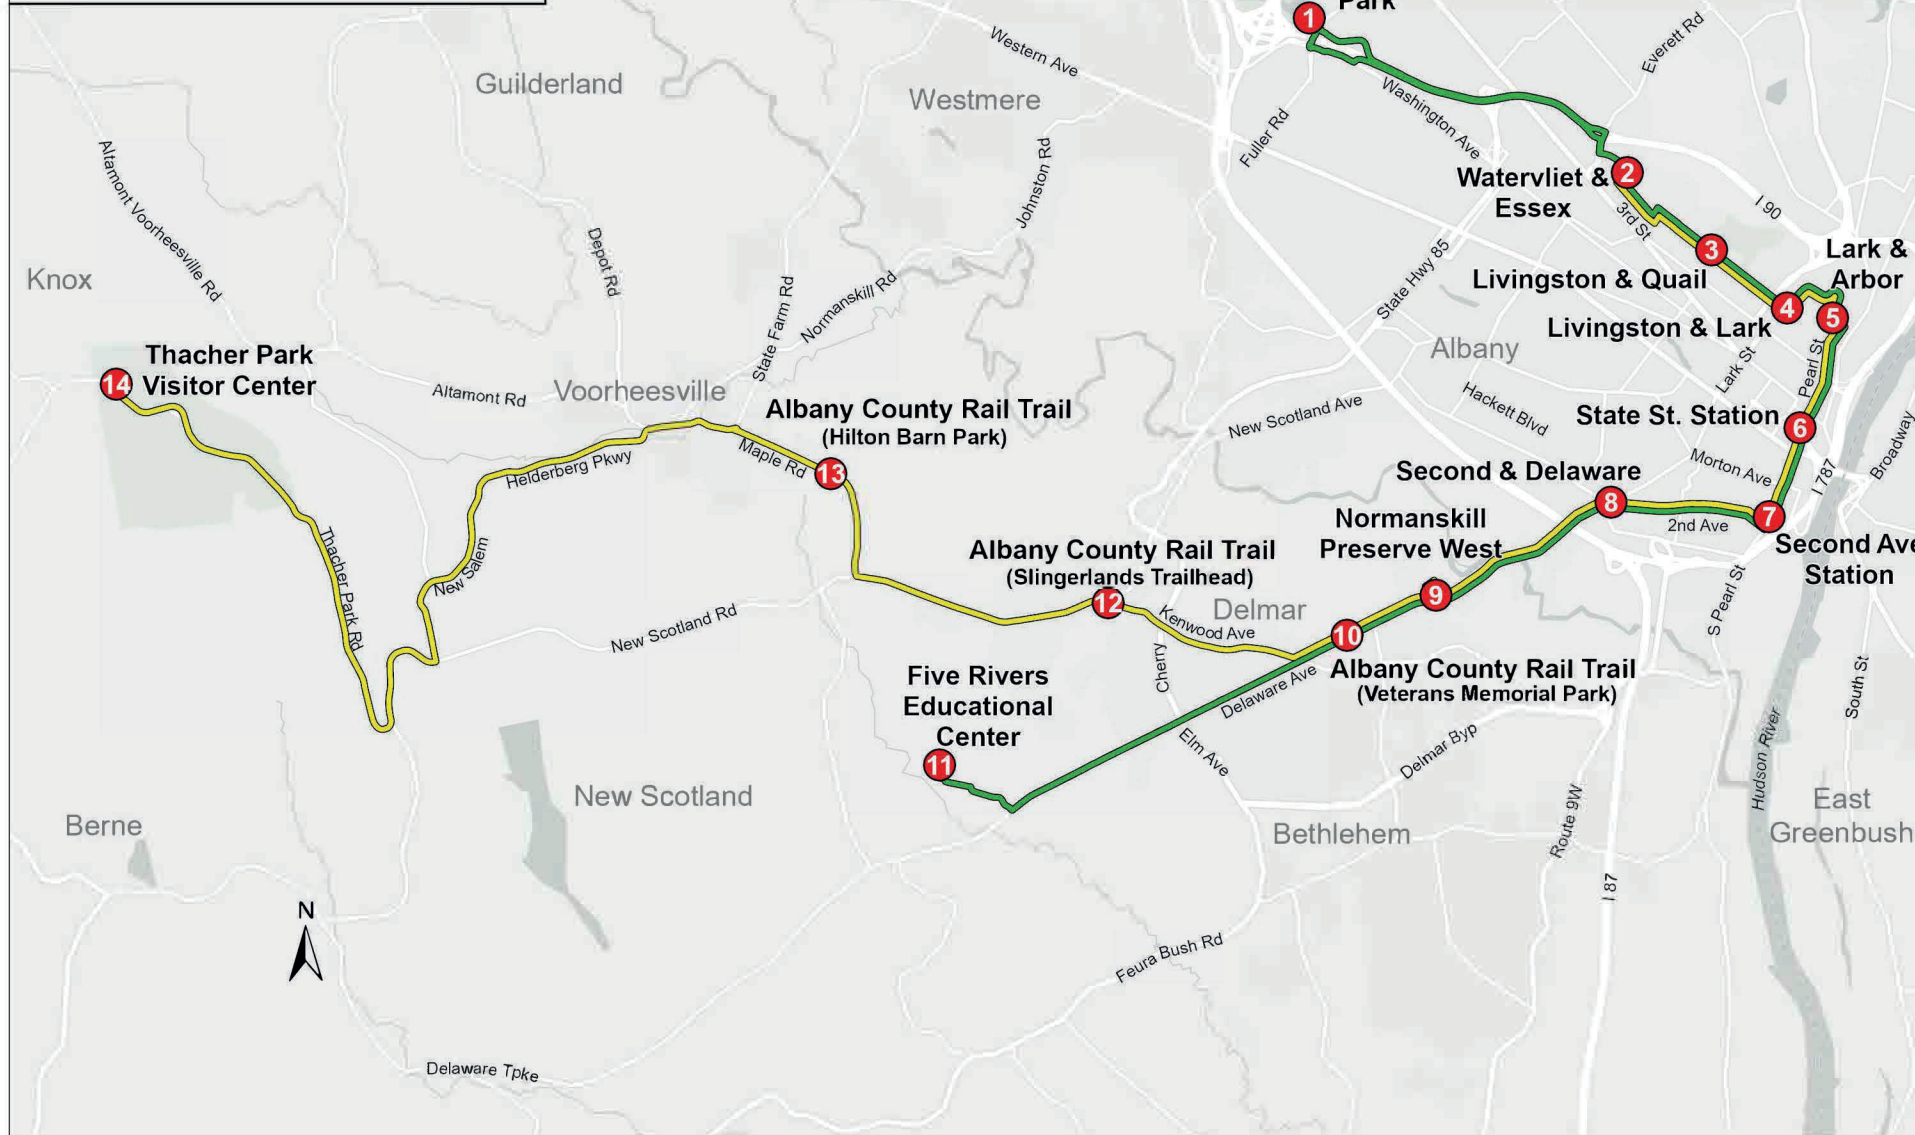 Park
1
Everett Rd
Western Ave
Guilderland
Westmere
Washington Ave
Fuller Rd
Altamont Voorheesville Rd
Johnston Rd
Watervliet &
Essex
2
3rd St
I 90
3
Lark &
Arbor
Livingston & Quail
Depot Rd
State Hwy 85
Knox
State Farm Rd
Normanskill Rd
4
5
Livingston & Lark
Albany
Pearl St
Lark St
Thacher Park
Visitor Center
14
Altamont Rd
Voorheesville
Albany County Rail Trail
(Hilton Barn Park)
13
New Scotland Ave
Hackett Blvd
State St. Station
6
Broadway
Maple Rd
Helderberg Pkwy
Morton Ave
I 787
Second & Delaware
8
2nd Ave
7
Second Ave
Station
Normanskill
Preserve West
9
Albany County Rail Trail
(Slingerlands Trailhead)
12
Delmar
Kenwood Ave
New Salem
Thacher Park Rd
New Scotland Rd
S Pearl St
10
Albany County Rail Trail
(Veterans Memorial Park)
Cherry
Delaware Ave
Five Rivers
Educational
Center
11
Elm Ave
Delmar Byp
South St
Hudson River
New Scotland
Berne
Bethlehem
Route 9W
East
Greenbush
I 87
N
Feura Bush Rd
Delaware Tpke